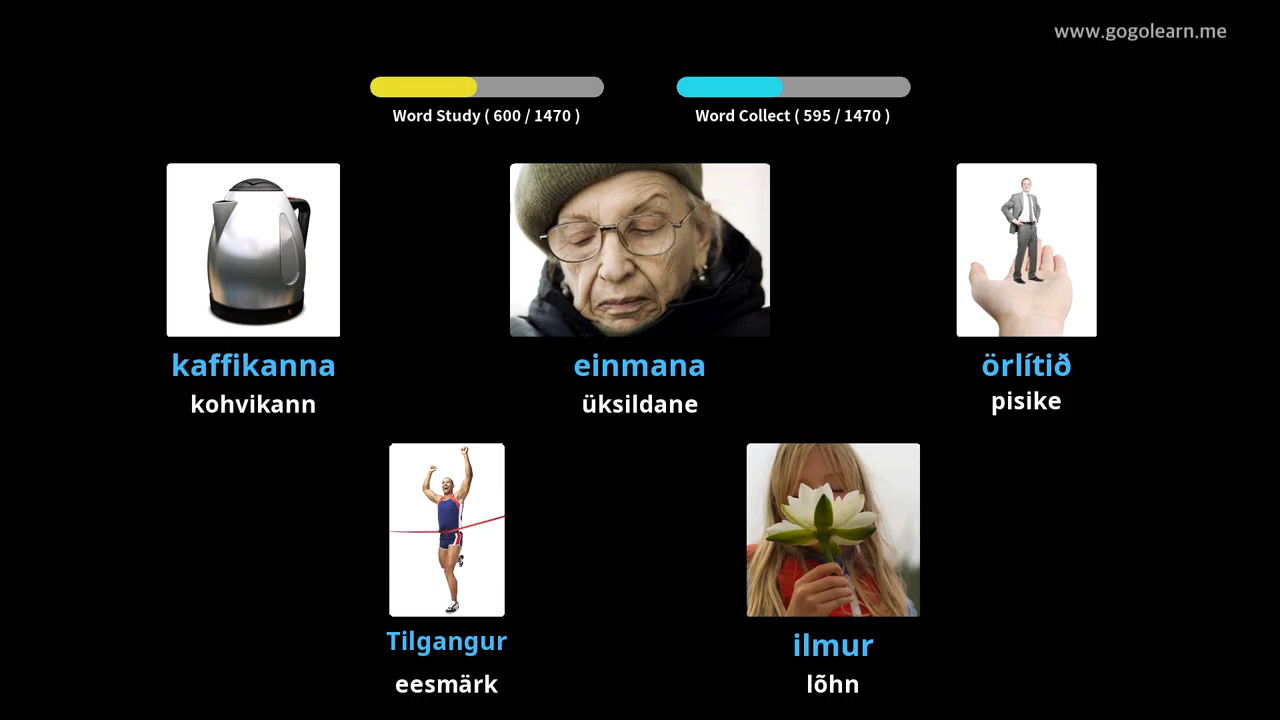 www.gogolearn.me
Word Study ( 600 / 1470 )
Word Collect ( 595 / 1470 )
kaffikanna
kohvikann
einmana
üksildane
örlítið
pisike
Tilgangur
eesmärk
ilmur
lõhn